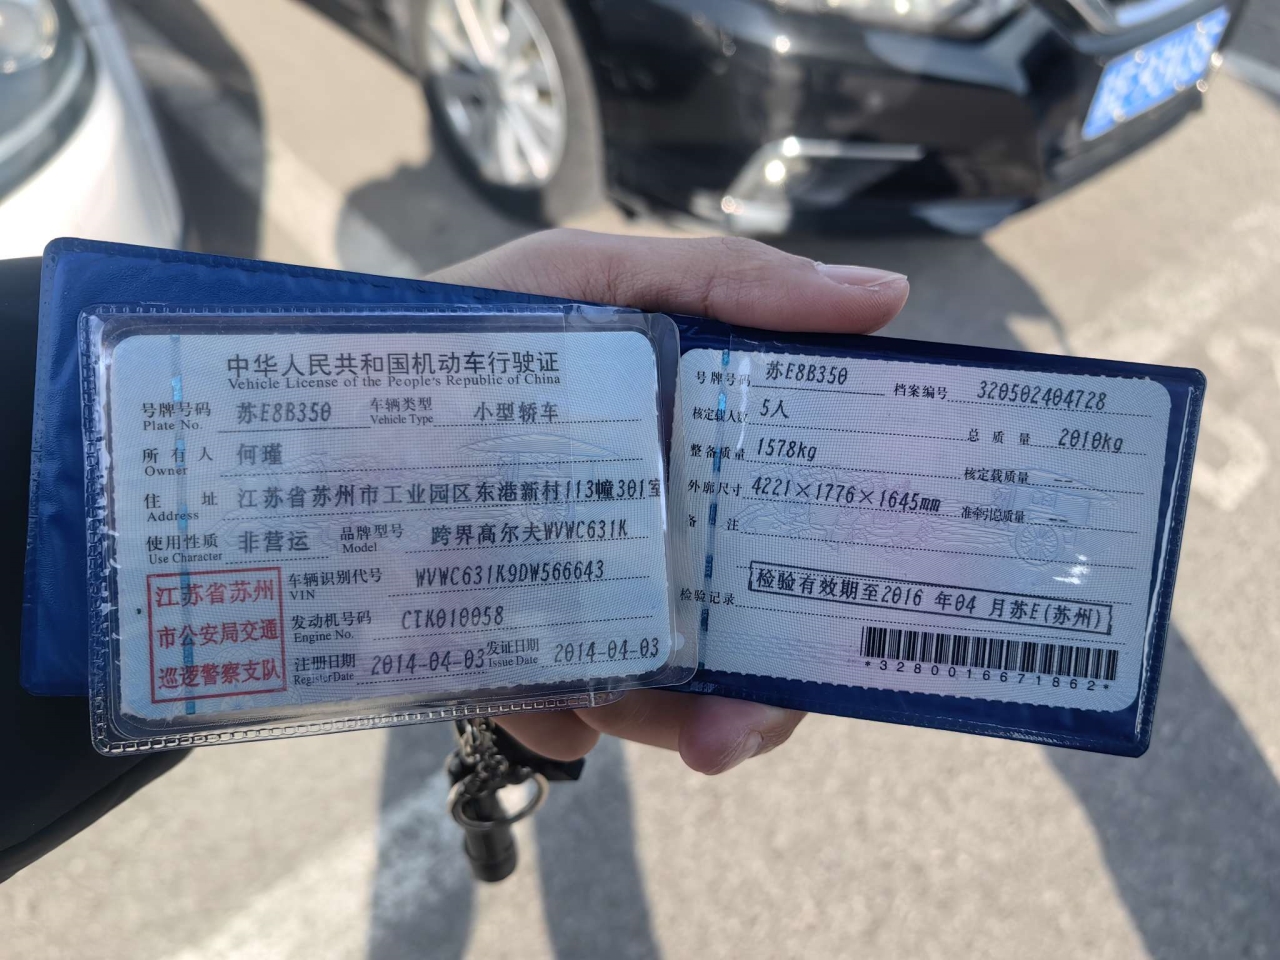 中华人民共和国机动车行驶证
Vehicle License of the People's Republic of China
号牌号码 苏E8B350 车辆类型 小型轿车
Plate No. Vehicle Type
所有人 何瑾
Owner
住址 江苏省苏州市工业园区东港新村113幢301室
Address
使用性质 非营运 品牌型号 跨界高尔夫WVWC631K
Use Character Model
江苏省苏州
市公安局交通
巡逻警察支队
车辆识别代号 WVWC631K9DW566643
VIN
发动机号码 CTK010058
Engine No.
注册日期 2014-04-03 发证日期 2014-04-03
Register Date Issue Date
号牌号码 苏E8B350 档案编号 320502404728
核定载人数 5人 总质量 2010kg
整备质量 1578kg 核定载质量 --
外廓尺寸 4221×1776×1645mm 准牵引总质量 --
备注
检验有效期至2016年04月苏E(苏州)
检验记录
*3280016671862*